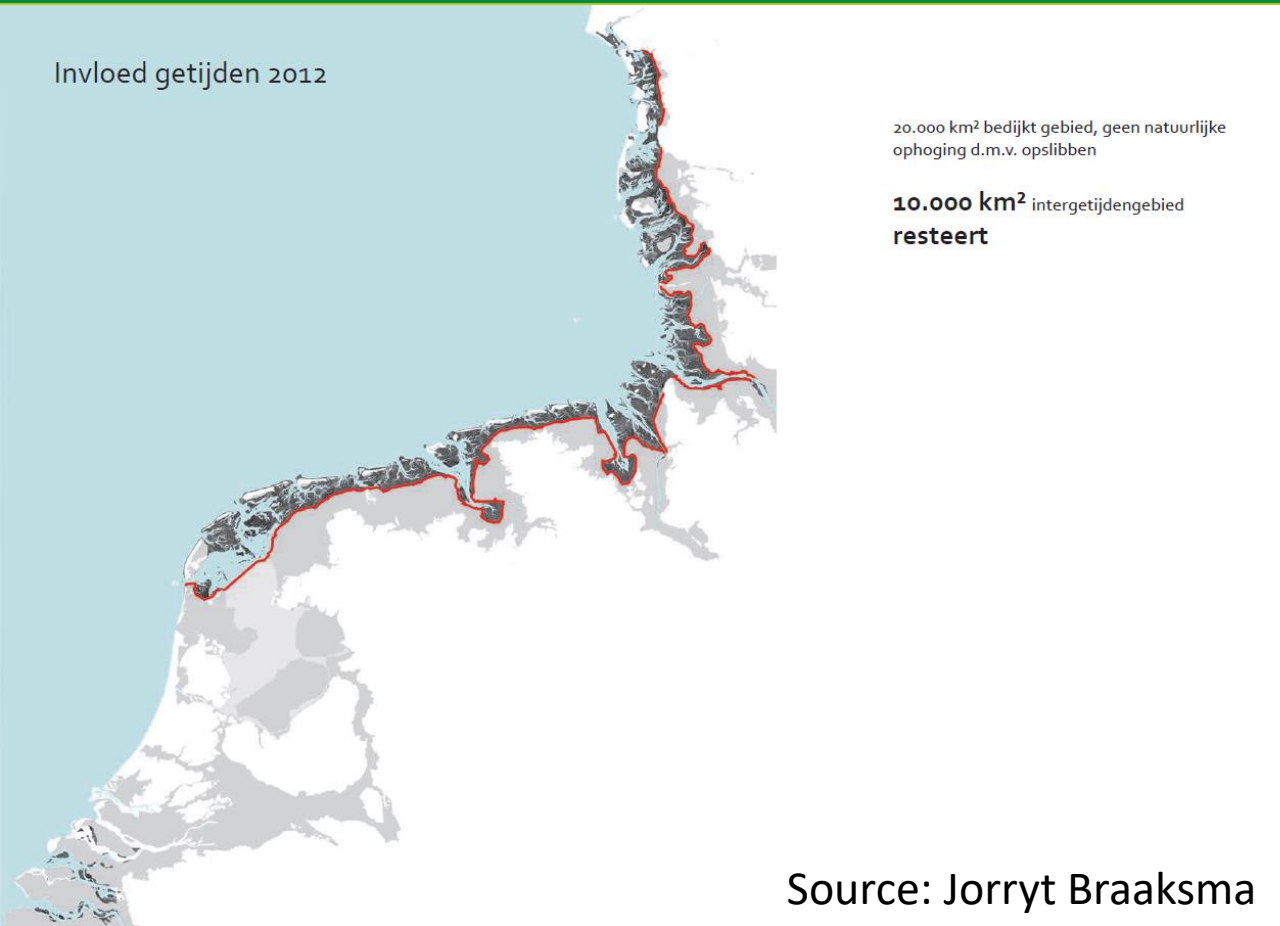 Invloed getijden 2012
20.000 km² bedijkt gebied, geen natuurlijke
ophoging d.m.v. opslibben
10.000 km² intergetijdengebied
resteert
Source: Jorryt Braaksma